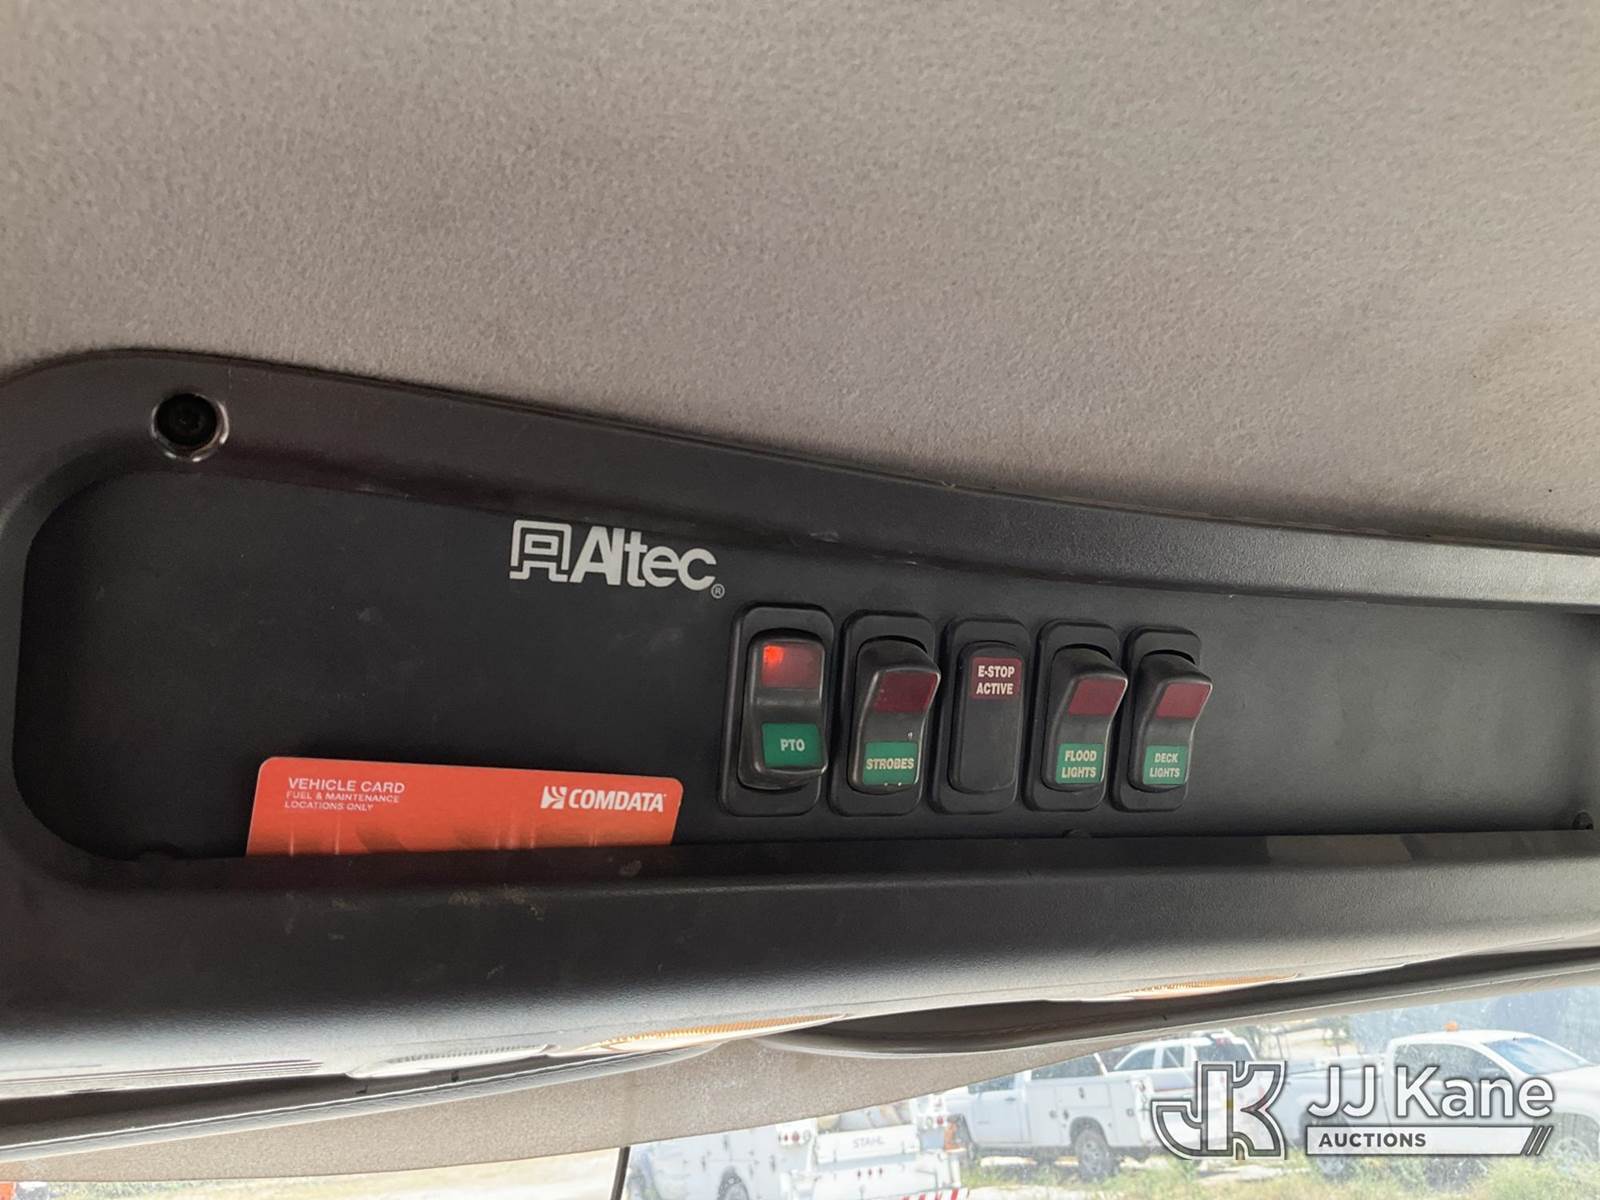 Altec®
E-STOP
ACTIVE
PTO
STROBES
FLOOD
LIGHTS
DECK
LIGHTS
VEHICLE CARD
FUEL & MAINTENANCE
LOCATIONS ONLY
COMDATA
STAHL
JK JJ Kane
AUCTIONS